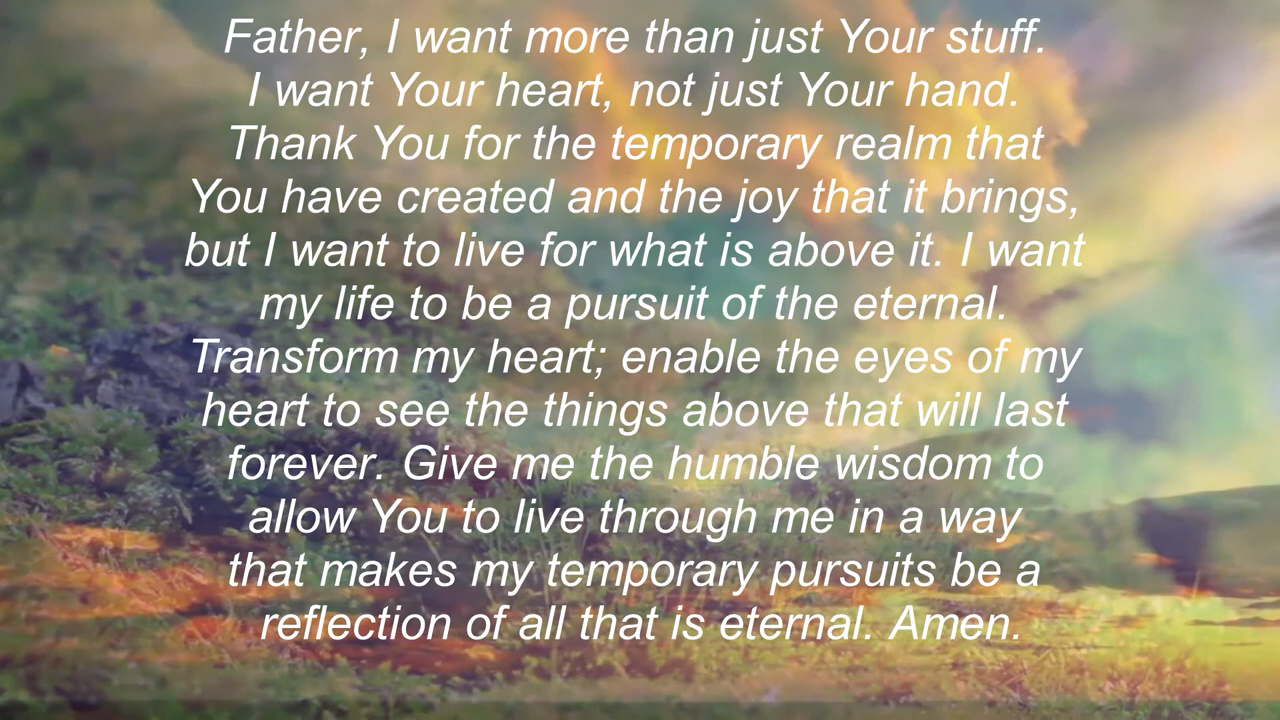 Father, I want more than just Your stuff.
I want Your heart, not just Your hand.
Thank You for the temporary realm that
You have created and the joy that it brings,
but I want to live for what is above it. I want
my life to be a pursuit of the eternal.
Transform my heart; enable the eyes of my
heart to see the things above that will last
forever. Give me the humble wisdom to
allow You to live through me in a way
that makes my temporary pursuits be a
reflection of all that is eternal. Amen.